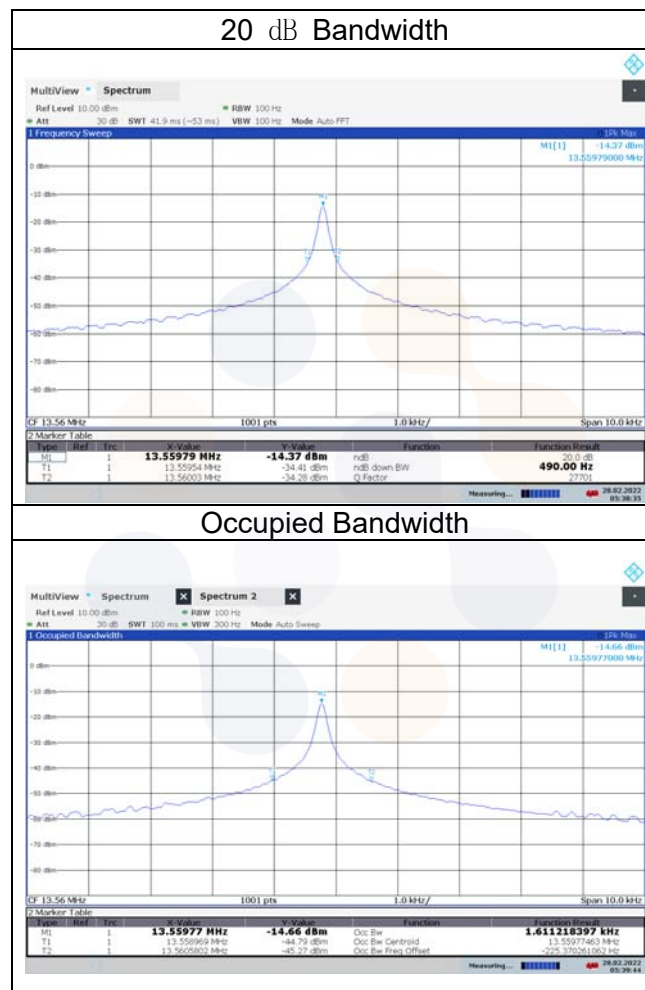 20 dB Bandwidth
MultiView Spectrum
Ref Level 10.00 dBm RBW 100 Hz
Att 30 dB SWT 41.9 ms (~53 ms) VBW 100 Hz Mode Auto FFT
1 Frequency Sweep 1Pk Max
M1[1] -14.37 dBm
13.55979000 MHz
0 dBm
-10 dBm
-20 dBm
-30 dBm
-40 dBm
-50 dBm
-60 dBm
-70 dBm
-80 dBm
M1
T1 T2
CF 13.56 MHz 1001 pts 1.0 kHz/ Span 10.0 kHz
2 Marker Table
Type Ref Trc X-Value Y-Value Function Function Result
M1 1 13.55979 MHz -14.37 dBm ndB 20.0 dB
T1 1 13.55954 MHz -34.41 dBm ndB down BW 490.00 Hz
T2 1 13.56003 MHz -34.28 dBm Q Factor 27701
Measuring... 28.02.2022
05:38:35
Occupied Bandwidth
MultiView Spectrum X Spectrum 2 X
Ref Level 10.00 dBm RBW 100 Hz
Att 30 dB SWT 100 ms VBW 300 Hz Mode Auto Sweep
1 Occupied Bandwidth 1Pk Max
M1[1] -14.66 dBm
13.55977000 MHz
0 dBm
-10 dBm
-20 dBm
-30 dBm
-40 dBm
-50 dBm
-60 dBm
-70 dBm
-80 dBm
M1
T1 T2
CF 13.56 MHz 1001 pts 1.0 kHz/ Span 10.0 kHz
2 Marker Table
Type Ref Trc X-Value Y-Value Function Function Result
M1 1 13.55977 MHz -14.66 dBm Occ Bw 1.611218397 kHz
T1 1 13.558969 MHz -44.79 dBm Occ Bw Centroid 13.55977463 MHz
T2 1 13.5605802 MHz -45.27 dBm Occ Bw Freq Offset -225.370261062 Hz
Measuring... 28.02.2022
05:39:44